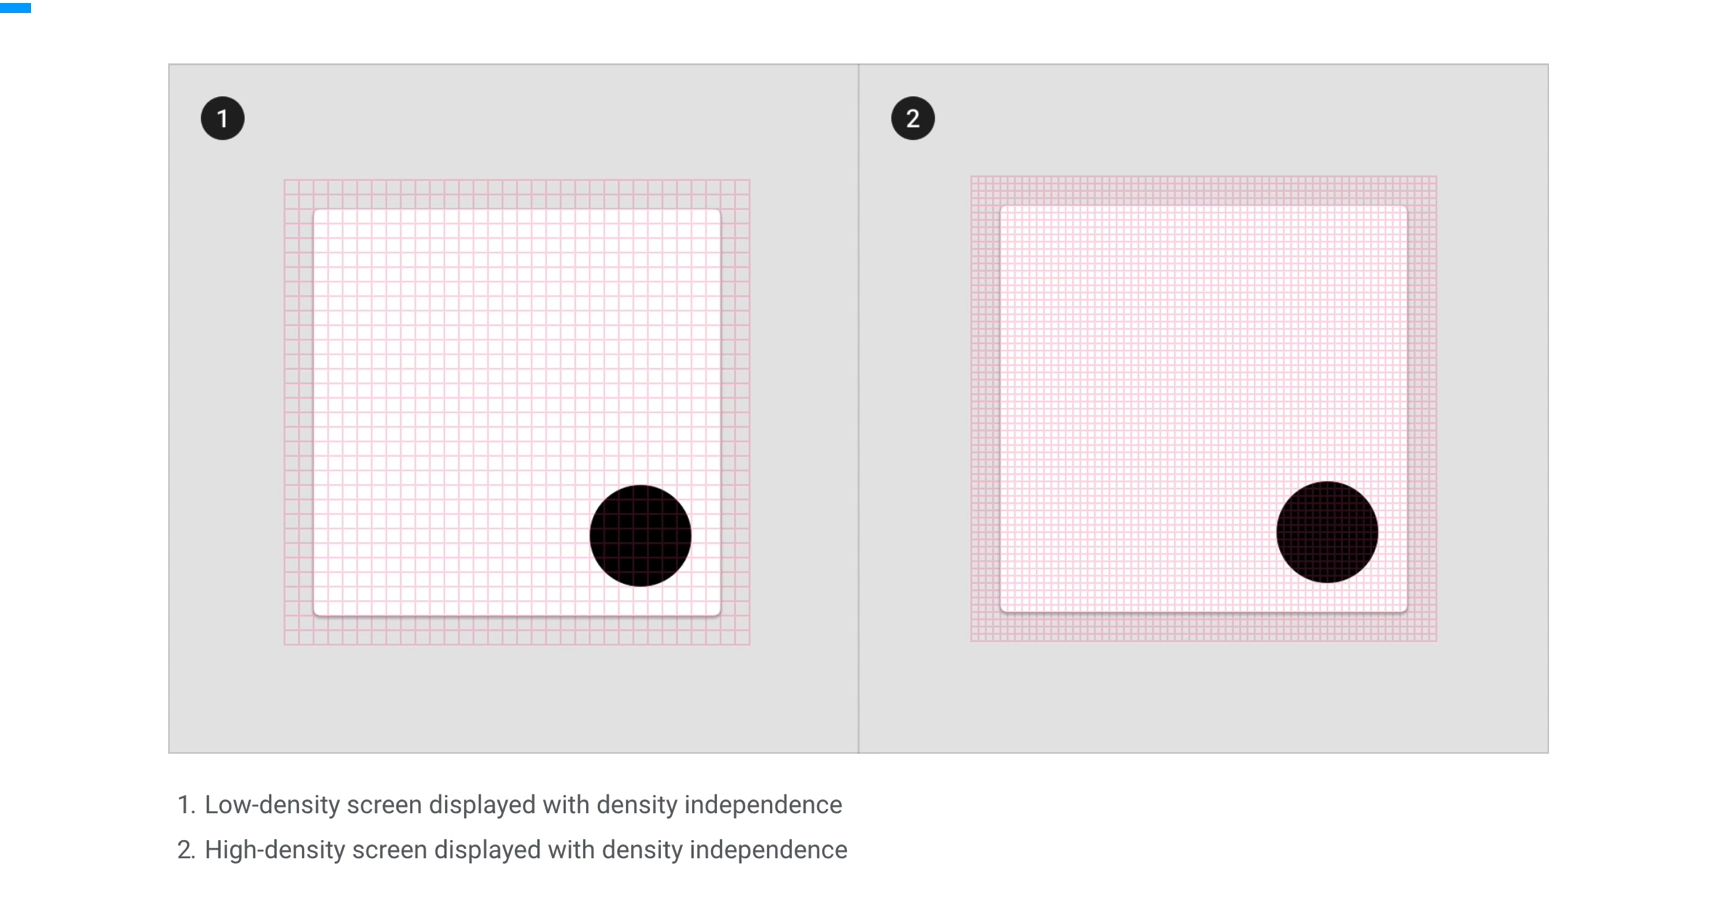 1
2
1. Low-density screen displayed with density independence
2. High-density screen displayed with density independence